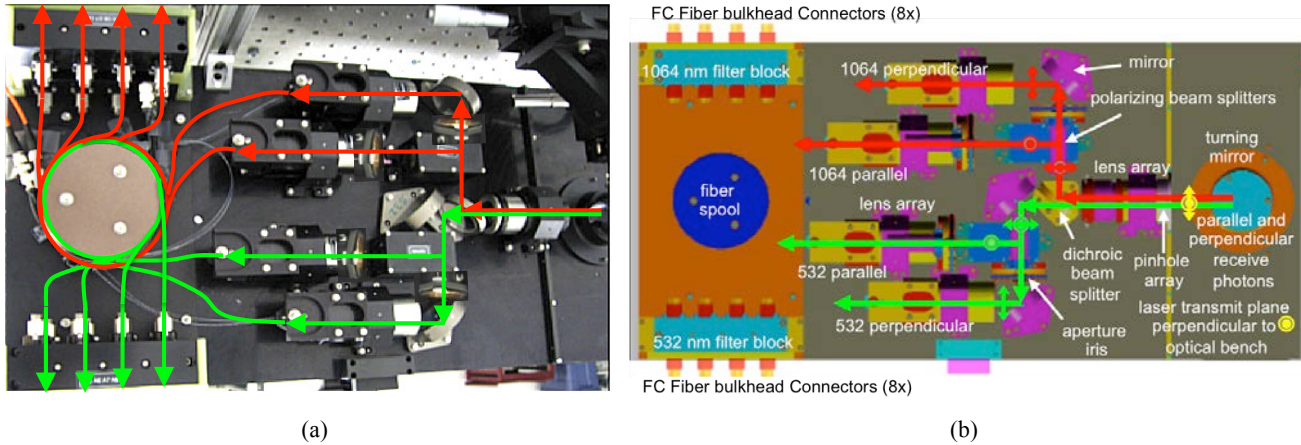 FC Fiber bulkhead Connectors (8x)
1064 nm filter block
1064 perpendicular
mirror
polarizing beam splitters
turning
mirror
1064 parallel
lens array
fiber
spool
lens array
parallel and
perpendicular
receive
photons
532 parallel
dichroic
beam
splitter
pinhole
array
laser transmit plane
perpendicular to
optical bench
532 perpendicular
aperture
iris
532 nm filter block
FC Fiber bulkhead Connectors (8x)
(a)
(b)